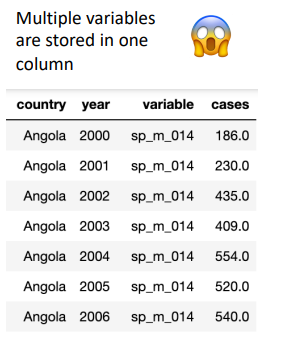 Multiple variables
are stored in one
column
country year variable cases
Angola 2000 sp_m_014 186.0
Angola 2001 sp_m_014 230.0
Angola 2002 sp_m_014 435.0
Angola 2003 sp_m_014 409.0
Angola 2004 sp_m_014 554.0
Angola 2005 sp_m_014 520.0
Angola 2006 sp_m_014 540.0